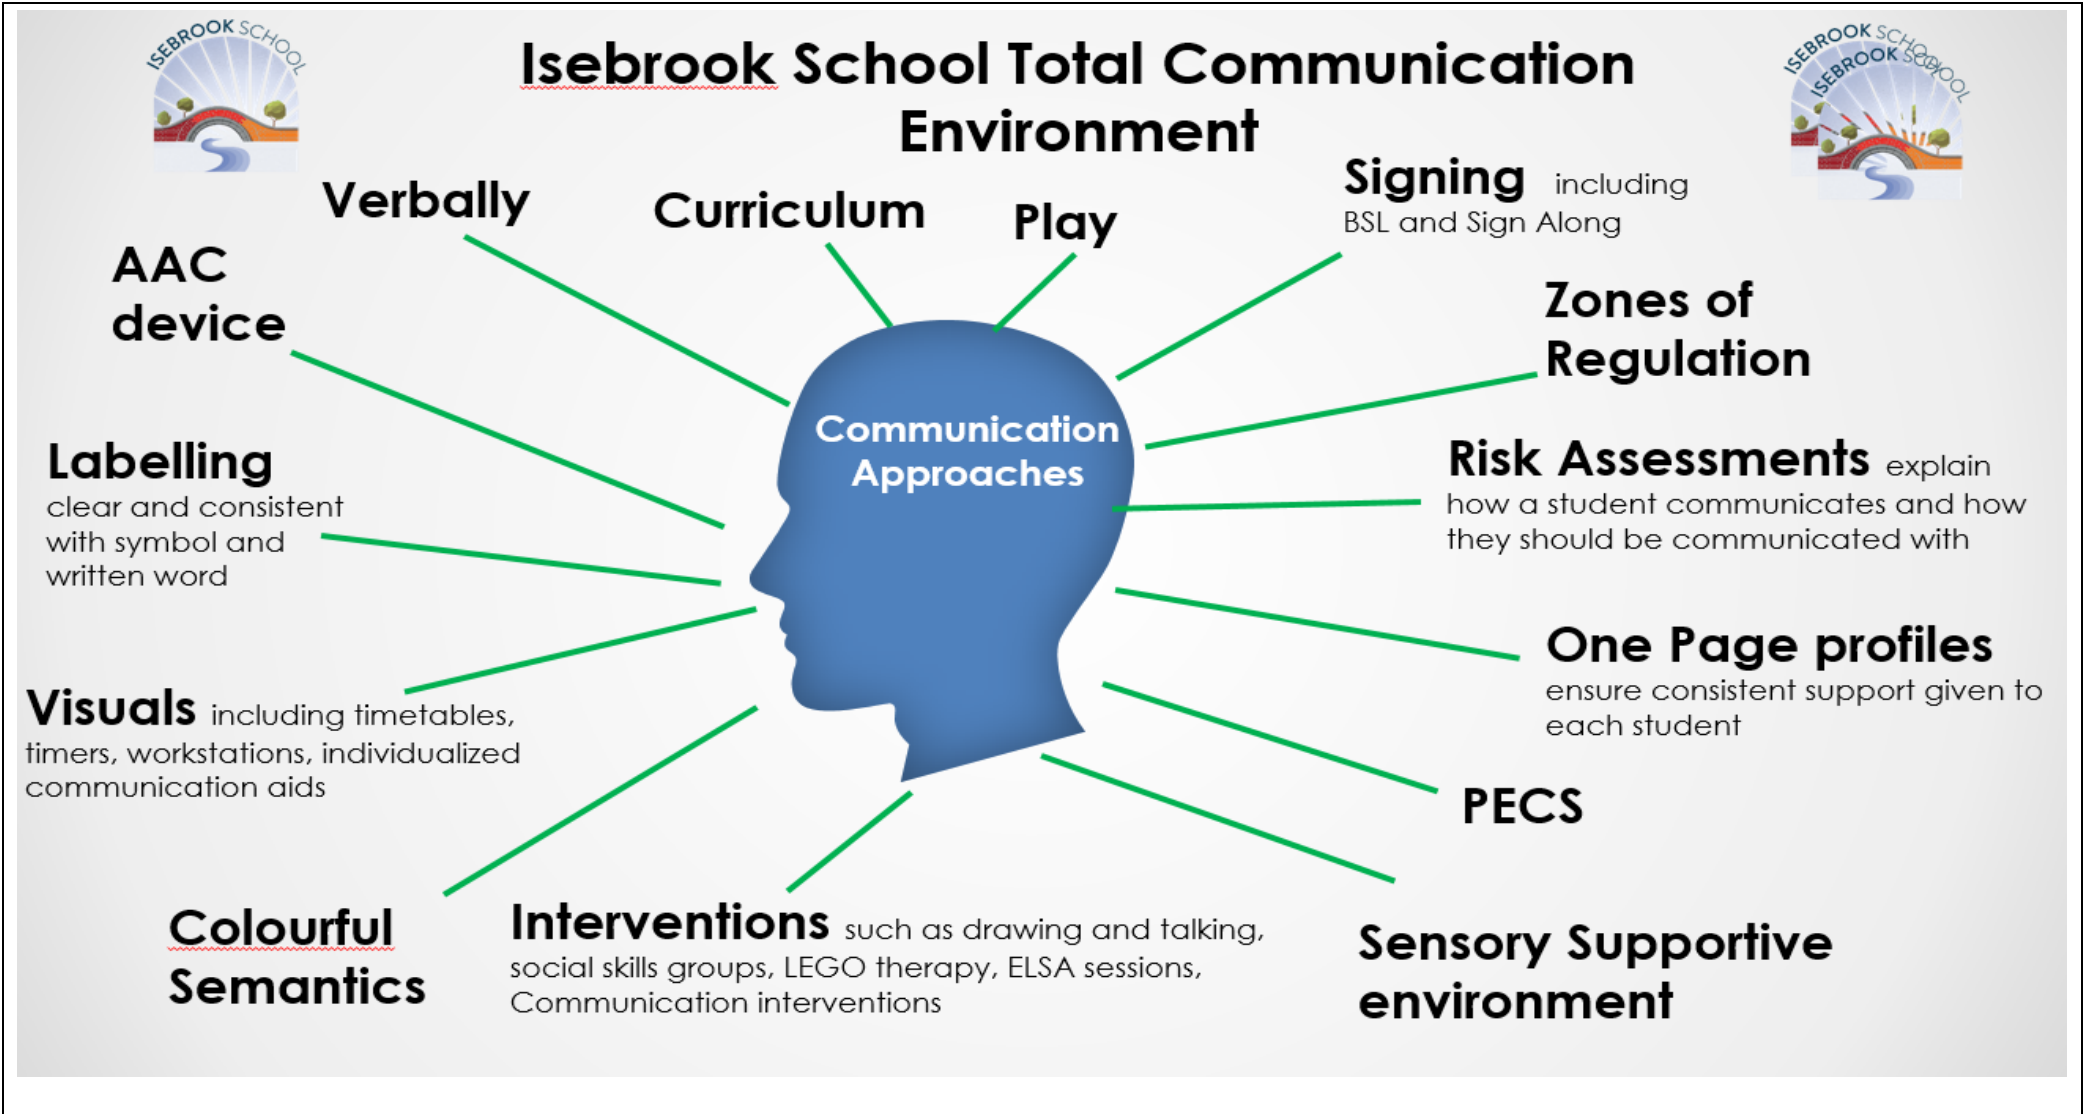 ISEBROOK SCHOOL
Isebrook School Total Communication
Environment
ISEBROOK SCHOOL
ISEBROOK SCHOOL
Verbally
Curriculum
Play
Signing including
BSL and Sign Along
AAC
device
Zones of
Regulation
Communication
Approaches
Labelling
clear and consistent
with symbol and
written word
Risk Assessments explain
how a student communicates and how
they should be communicated with
One Page profiles
ensure consistent support given to
each student
Visuals including timetables,
timers, workstations, individualized
communication aids
PECS
Colourful
Semantics
Interventions such as drawing and talking,
social skills groups, LEGO therapy, ELSA sessions,
Communication interventions
Sensory Supportive
environment